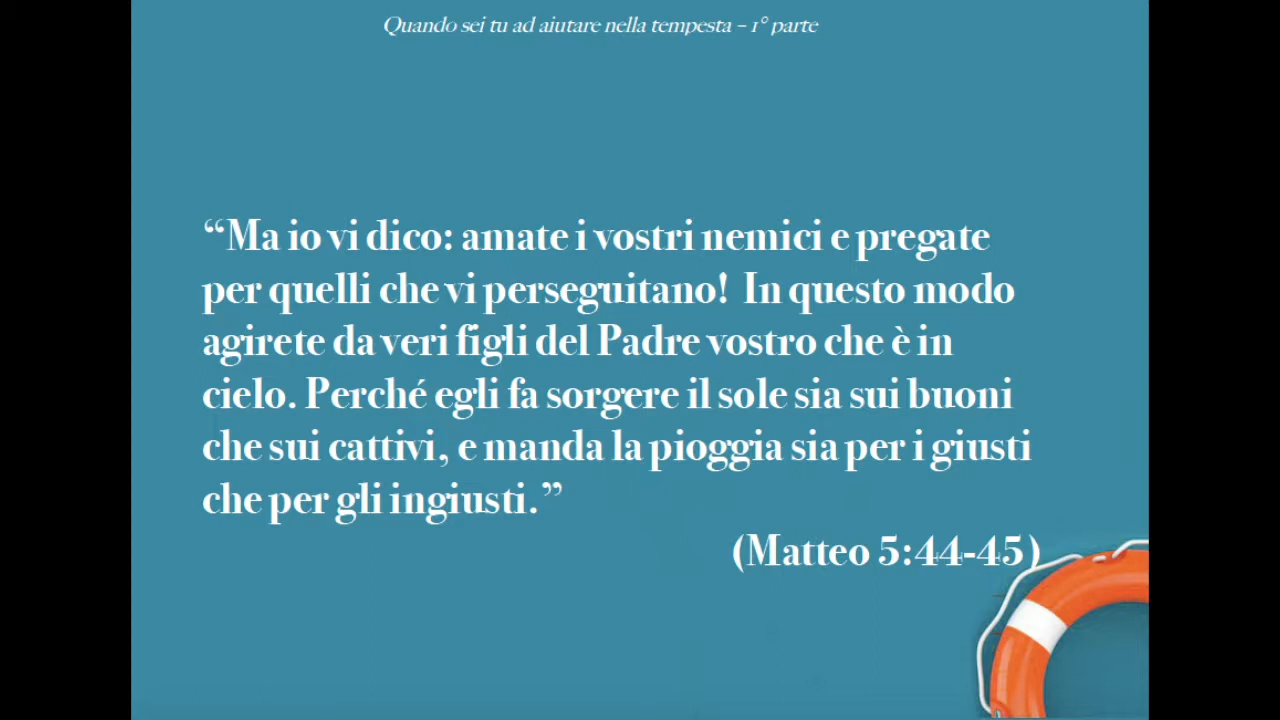 Quando sei tu ad aiutare nella tempesta – 1° parte
“Ma io vi dico: amate i vostri nemici e pregate
per quelli che vi perseguitano! In questo modo
agirete da veri figli del Padre vostro che è in
cielo. Perché egli fa sorgere il sole sia sui buoni
che sui cattivi, e manda la pioggia sia per i giusti
che per gli ingiusti.”
(Matteo 5:44-45)